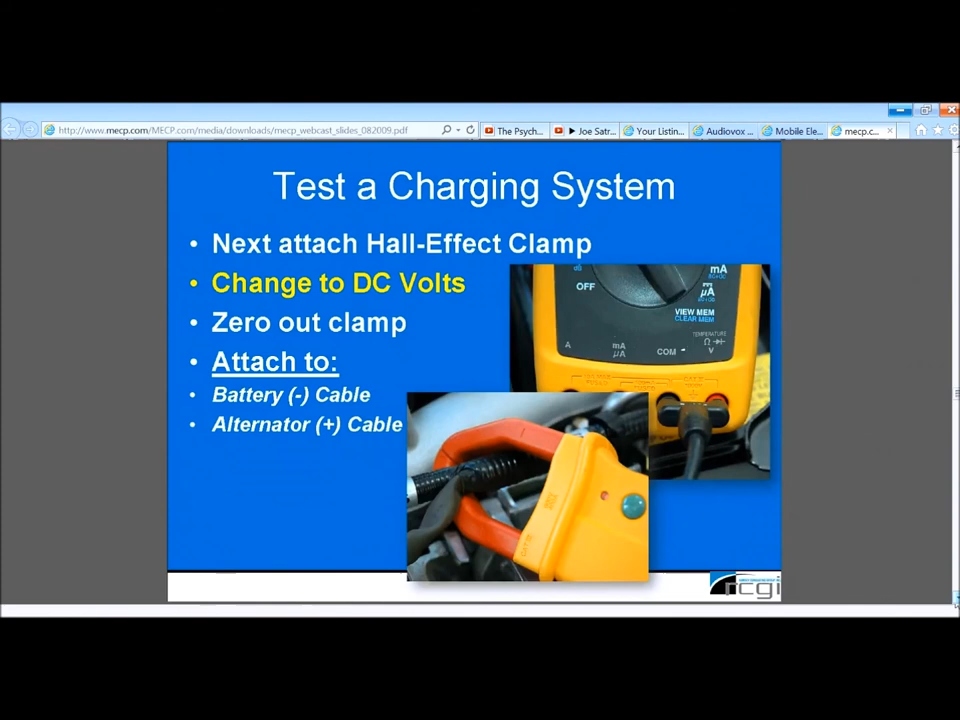 http://www.mecp.com/MECP.com/media/downloads/mecp_webcast_slides_082009.pdf
The Psych...
Joe Satr...
Your Listin...
Audiovox ...
Mobile Ele...
mecp.c...
Test a Charging System
• Next attach Hall-Effect Clamp
• Change to DC Volts
• Zero out clamp
• Attach to:
• Battery (-) Cable
• Alternator (+) Cable
OFF
mA
μA
VIEW MEM
CLEAR MEM
TEMPERATURE
A
mA
μA
COM
Ω
V
rcgi